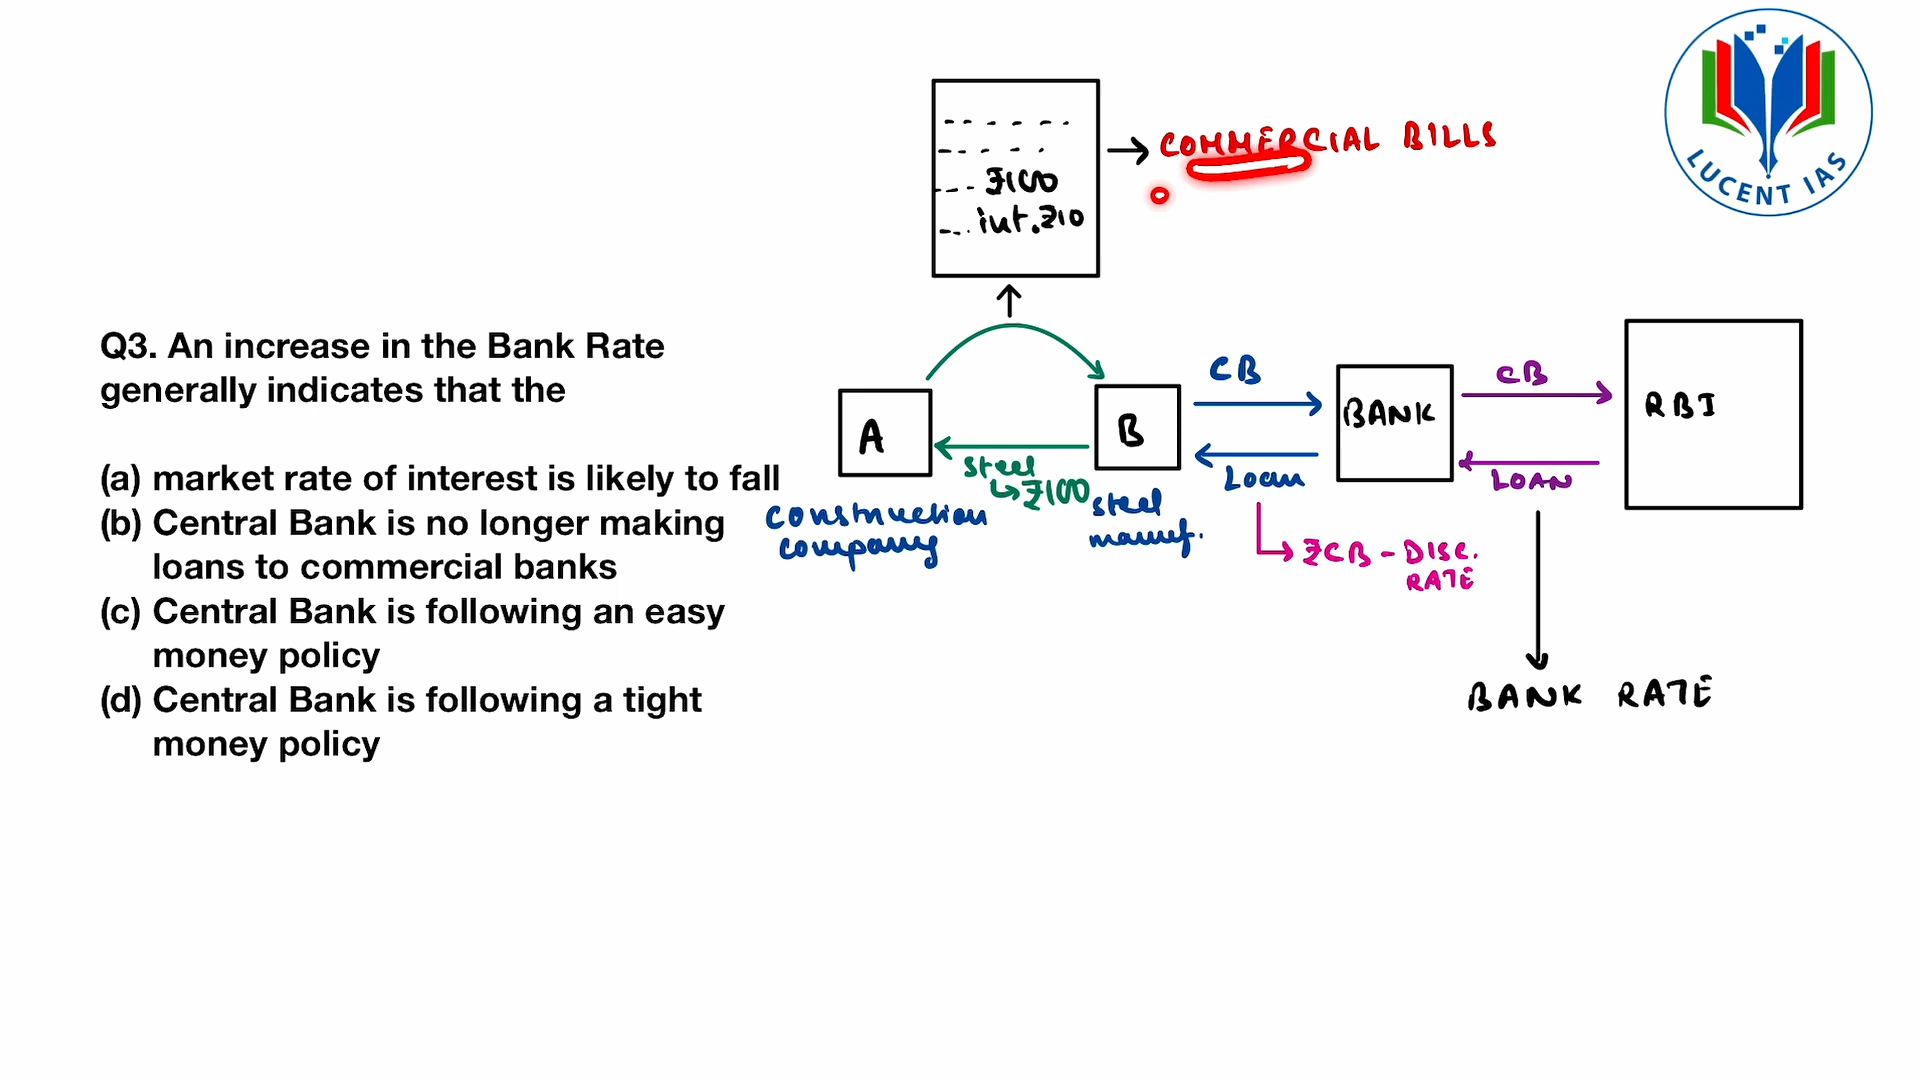 LUCENT IAS
COMMERCIAL BILLS
₹100
int. ₹10
Q3. An increase in the Bank Rate
generally indicates that the
(a) market rate of interest is likely to fall
(b) Central Bank is no longer making
loans to commercial banks
(c) Central Bank is following an easy
money policy
(d) Central Bank is following a tight
money policy
A
construction
company
steel
₹100
B
steel
manuf.
CB
Loan
₹CB - DISC.
RATE
BANK
CB
LOAN
RBI
BANK RATE